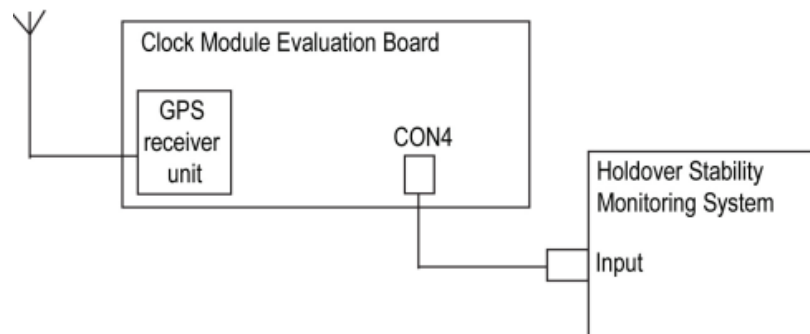 Clock Module Evaluation Board
GPS
receiver
unit
CON4
Holdover Stability
Monitoring System
Input